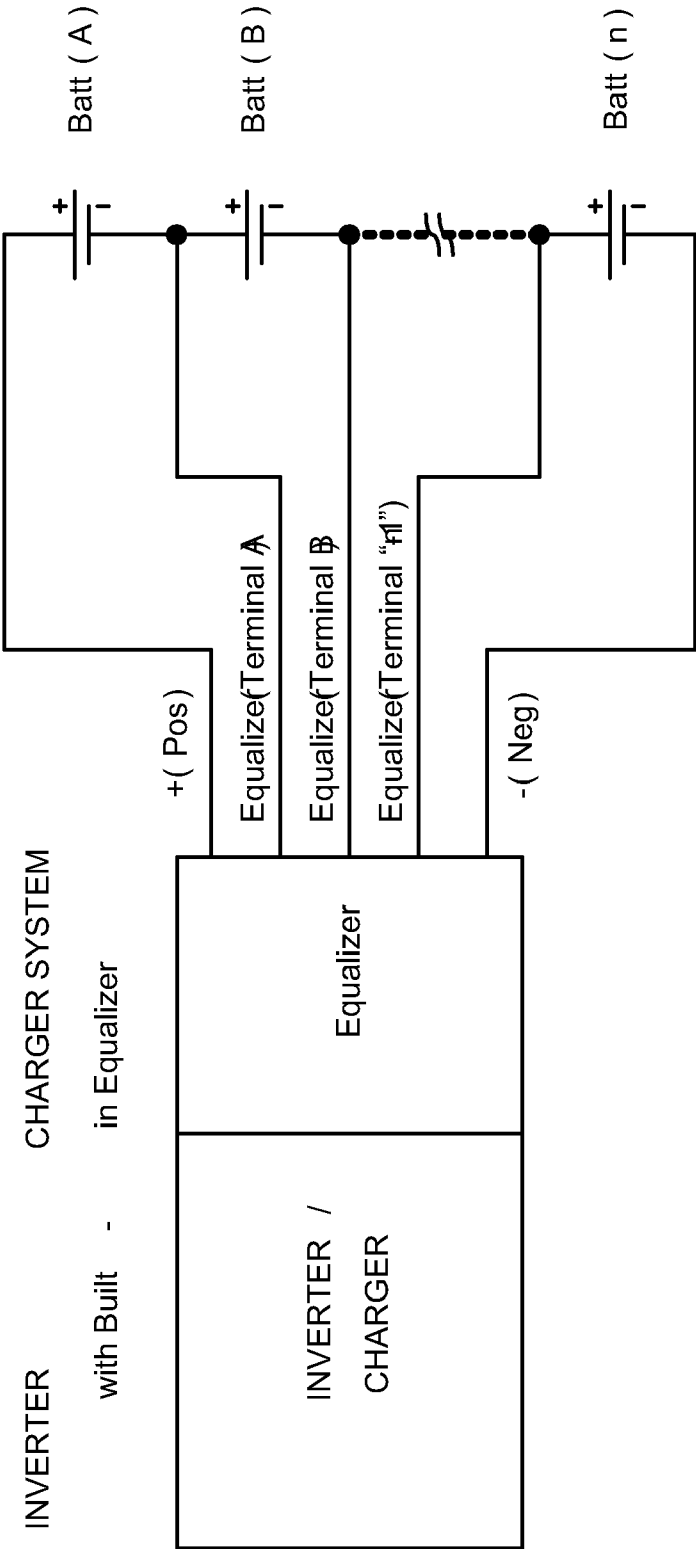 INVERTER CHARGER SYSTEM
with Built - in Equalizer
INVERTER /
CHARGER
Equalizer
+( Pos )
Equalize(Terminal A)
Equalize(Terminal B)
Equalize(Terminal “n-1”)
-( Neg)
+
-
Batt ( A )
+
-
Batt ( B )
+
-
Batt ( n )